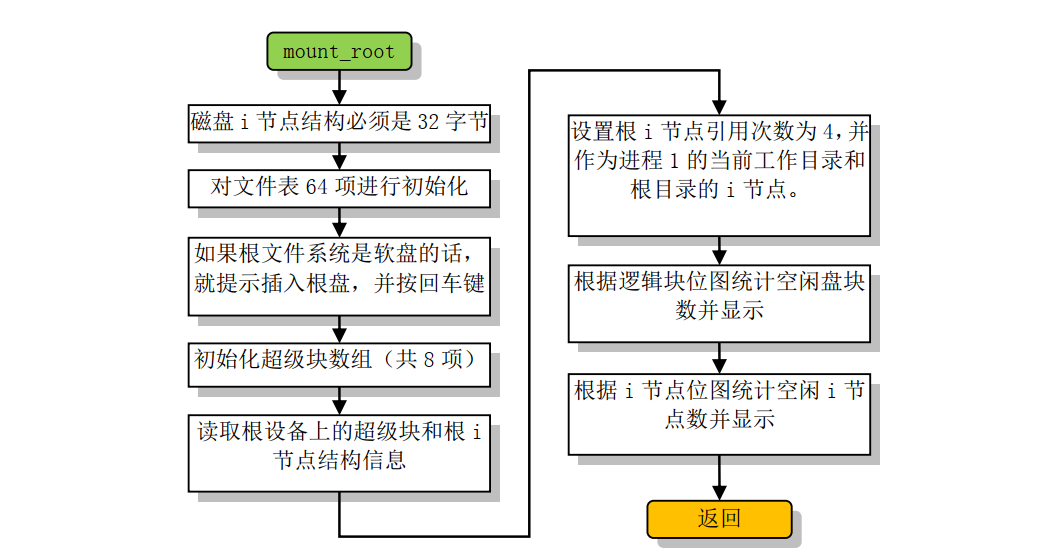 mount_root
磁盘 i 节点结构必须是 32 字节
对文件表 64 项进行初始化
如果根文件系统是软盘的话，
就提示插入根盘，并按回车键
初始化超级块数组（共 8 项）
读取根设备上的超级块和根 i
节点结构信息
设置根 i 节点引用次数为 4，并
作为进程 1 的当前工作目录和
根目录的 i 节点。
根据逻辑块位图统计空闲盘块
数并显示
根据 i 节点位图统计空闲 i 节
点数并显示
返回